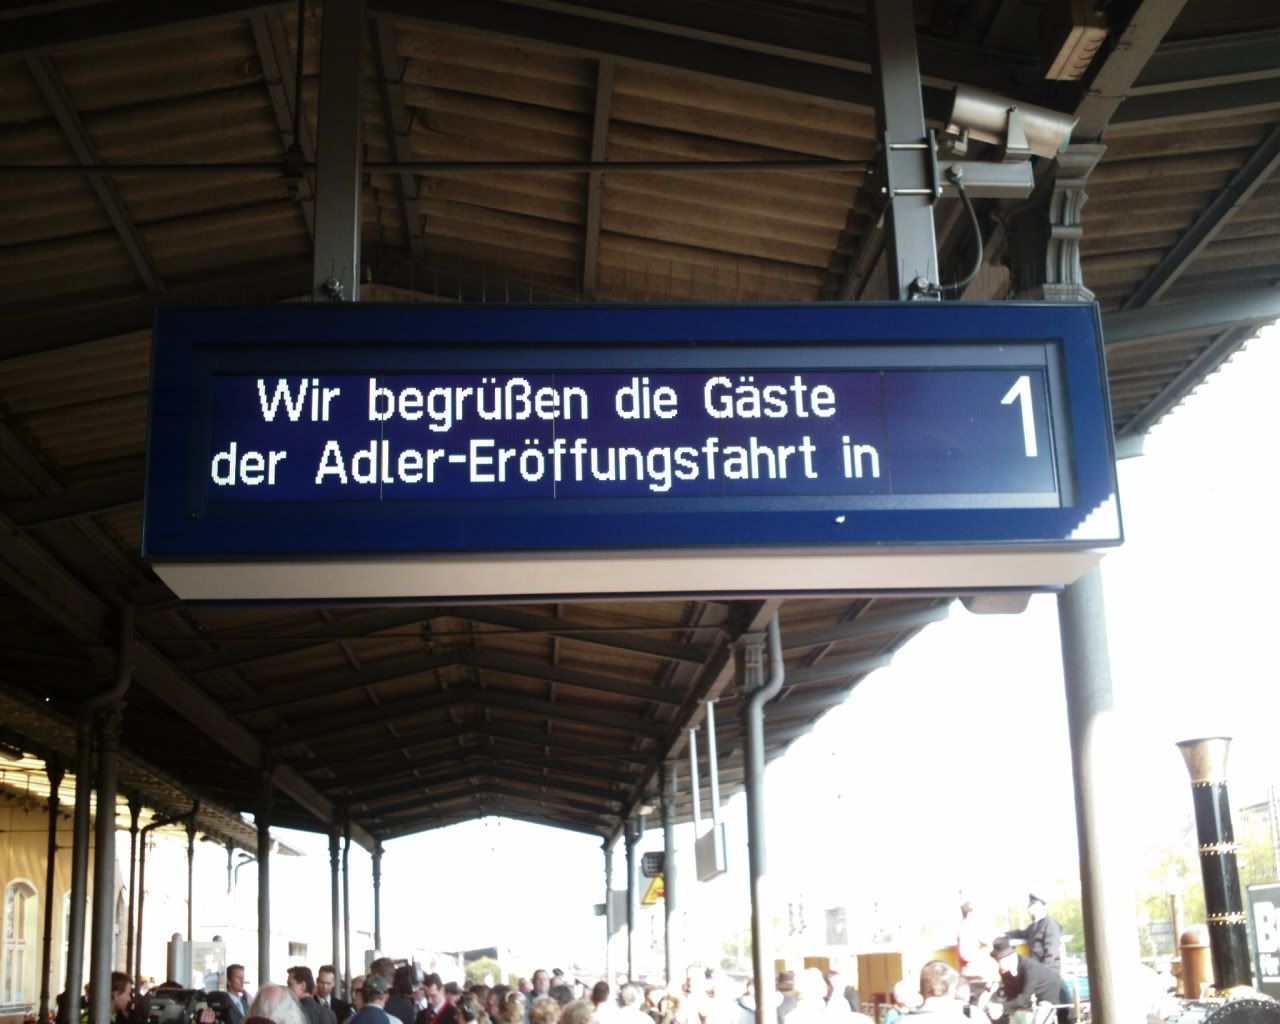 Wir begrüßen die Gäste
der Adler-Eröffungsfahrt in
1